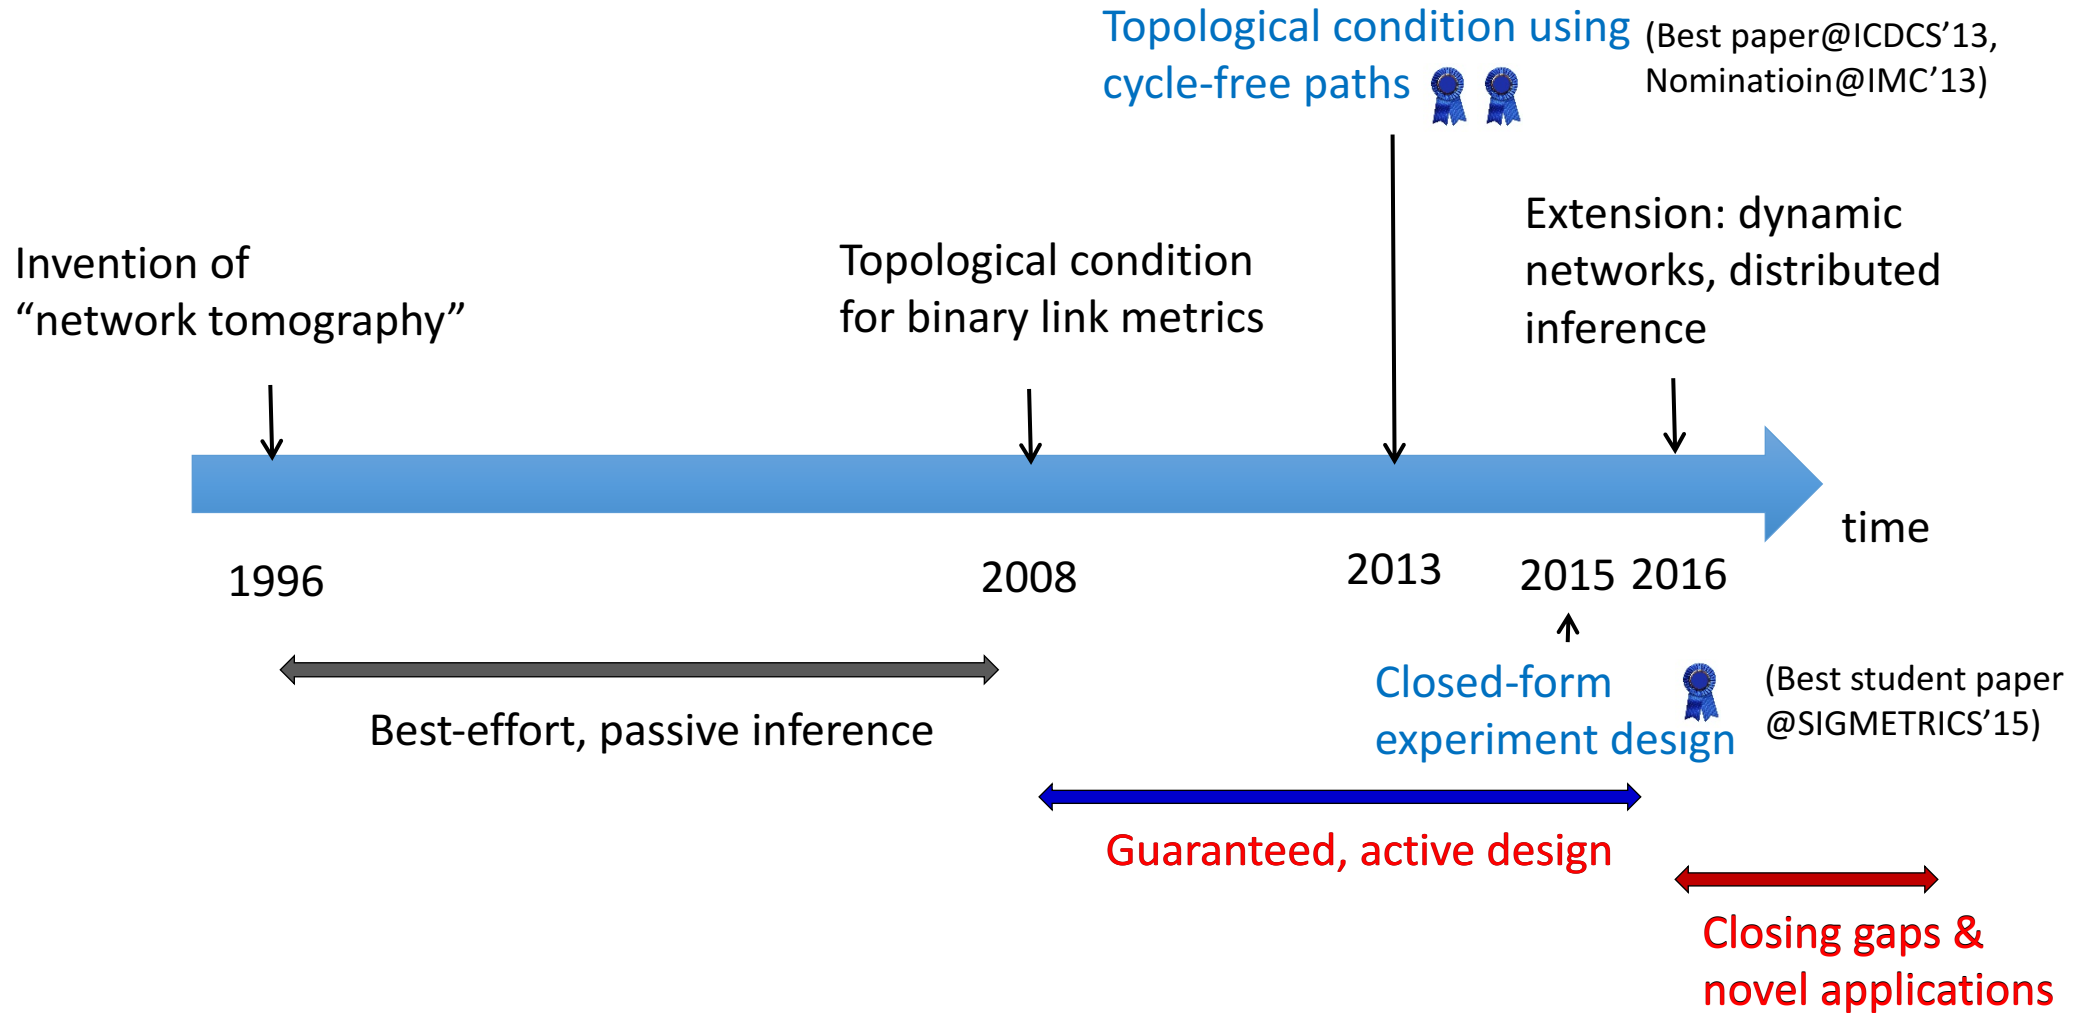 Topological condition using
cycle-free paths
(Best paper@ICDCS’13,
Nominatioin@IMC’13)
Invention of
“network tomography”
Topological condition
for binary link metrics
Extension: dynamic
networks, distributed
inference
time
1996
2008
2013
2015
2016
Best-effort, passive inference
Closed-form
experiment design
(Best student paper
@SIGMETRICS’15)
Guaranteed, active design
Closing gaps &
novel applications